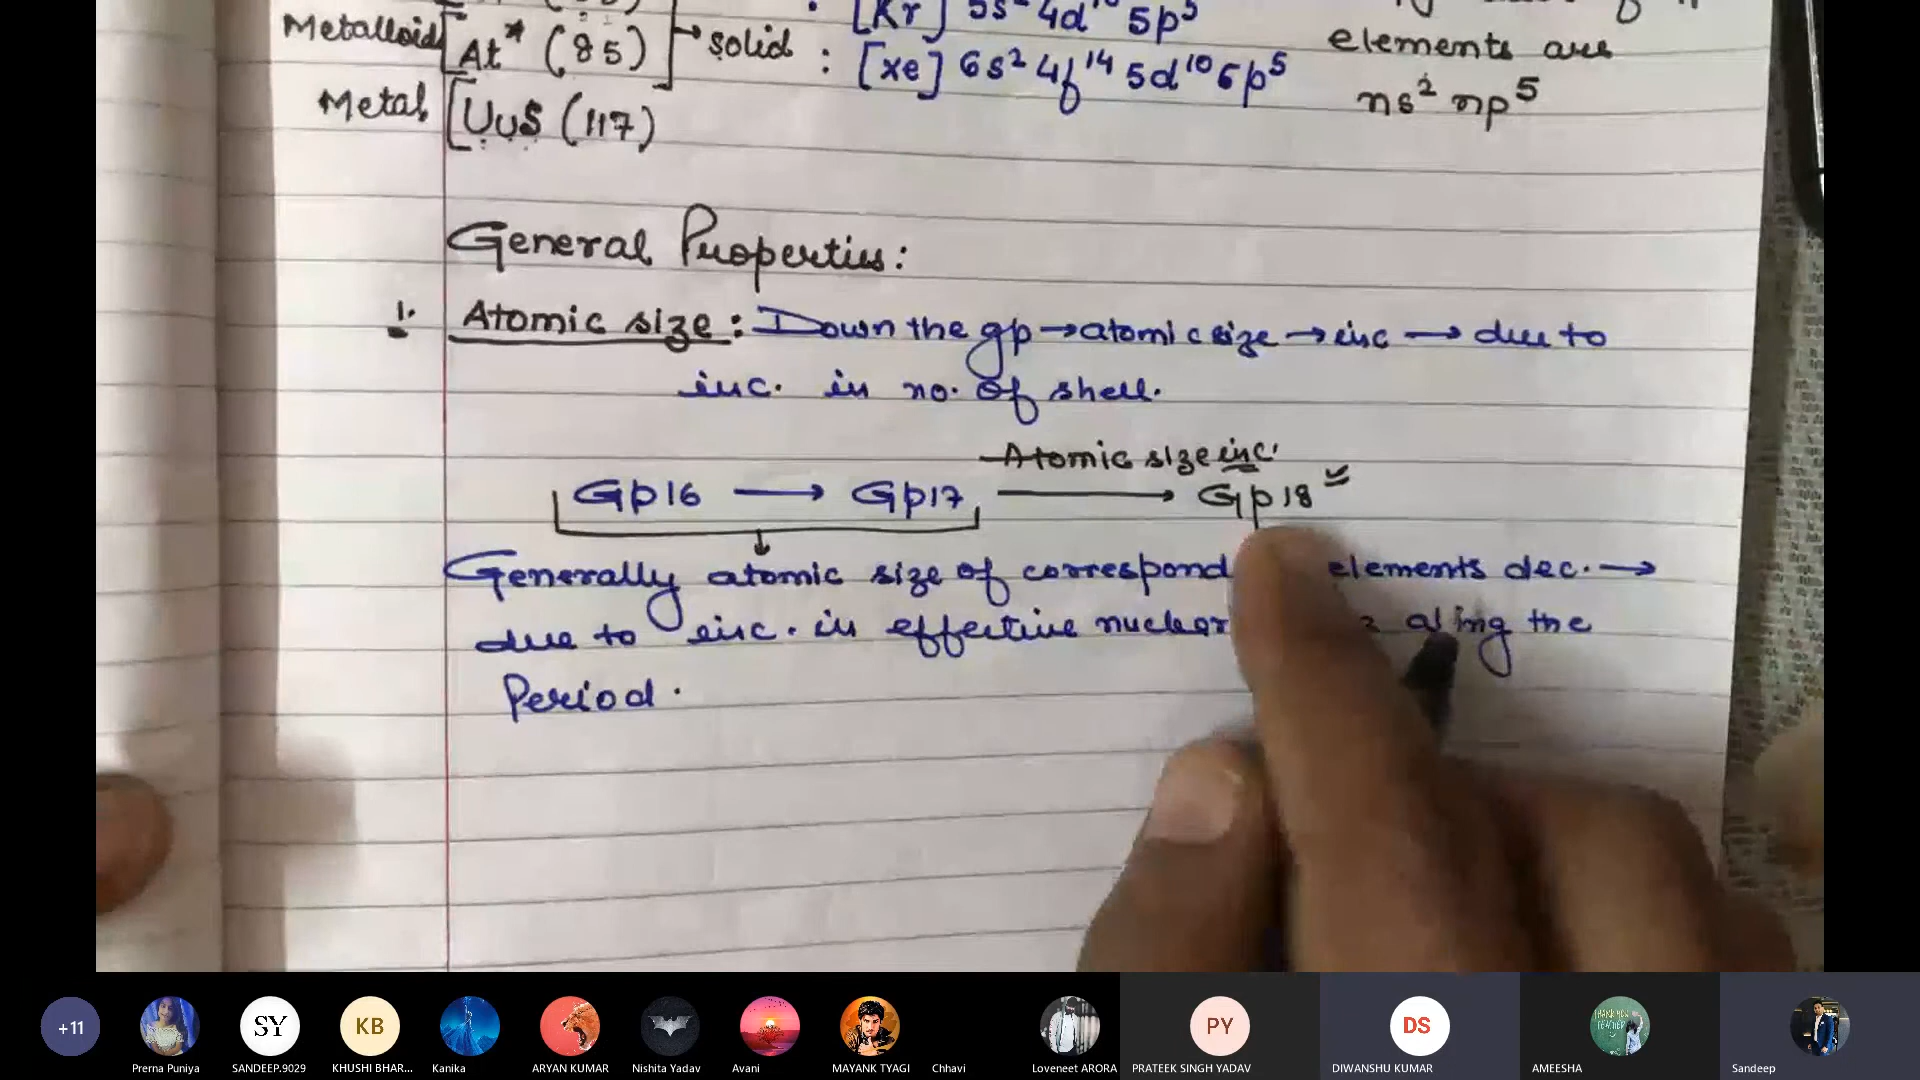 Metalloid [At* (85) → solid : [Xe] 6s² 4f¹⁴ 5d¹⁰ 6p⁵
: [Kr] 5s² 4d¹⁰ 5p⁵
Metal [UuS (117)
elements are
ns² np⁵
General Properties:
1. Atomic size: Down the gp → atomic size → inc → due to
inc. in no. of shell.
Atomic size inc.
Gp16 → Gp17 → Gp18
Generally atomic size of correspond elements dec. →
due to inc. in effective nuclear along the
Period.
+11
SY
KB
PY
DS
THANK YOU TEACHER
Prerna Puniya
SANDEEP.9029
KHUSHI BHAR...
Kanika
ARYAN KUMAR
Nishita Yadav
Avani
MAYANK TYAGI
Chhavi
Loveneet ARORA
PRATEEK SINGH YADAV
DIWANSHU KUMAR
AMEESHA
Sandeep